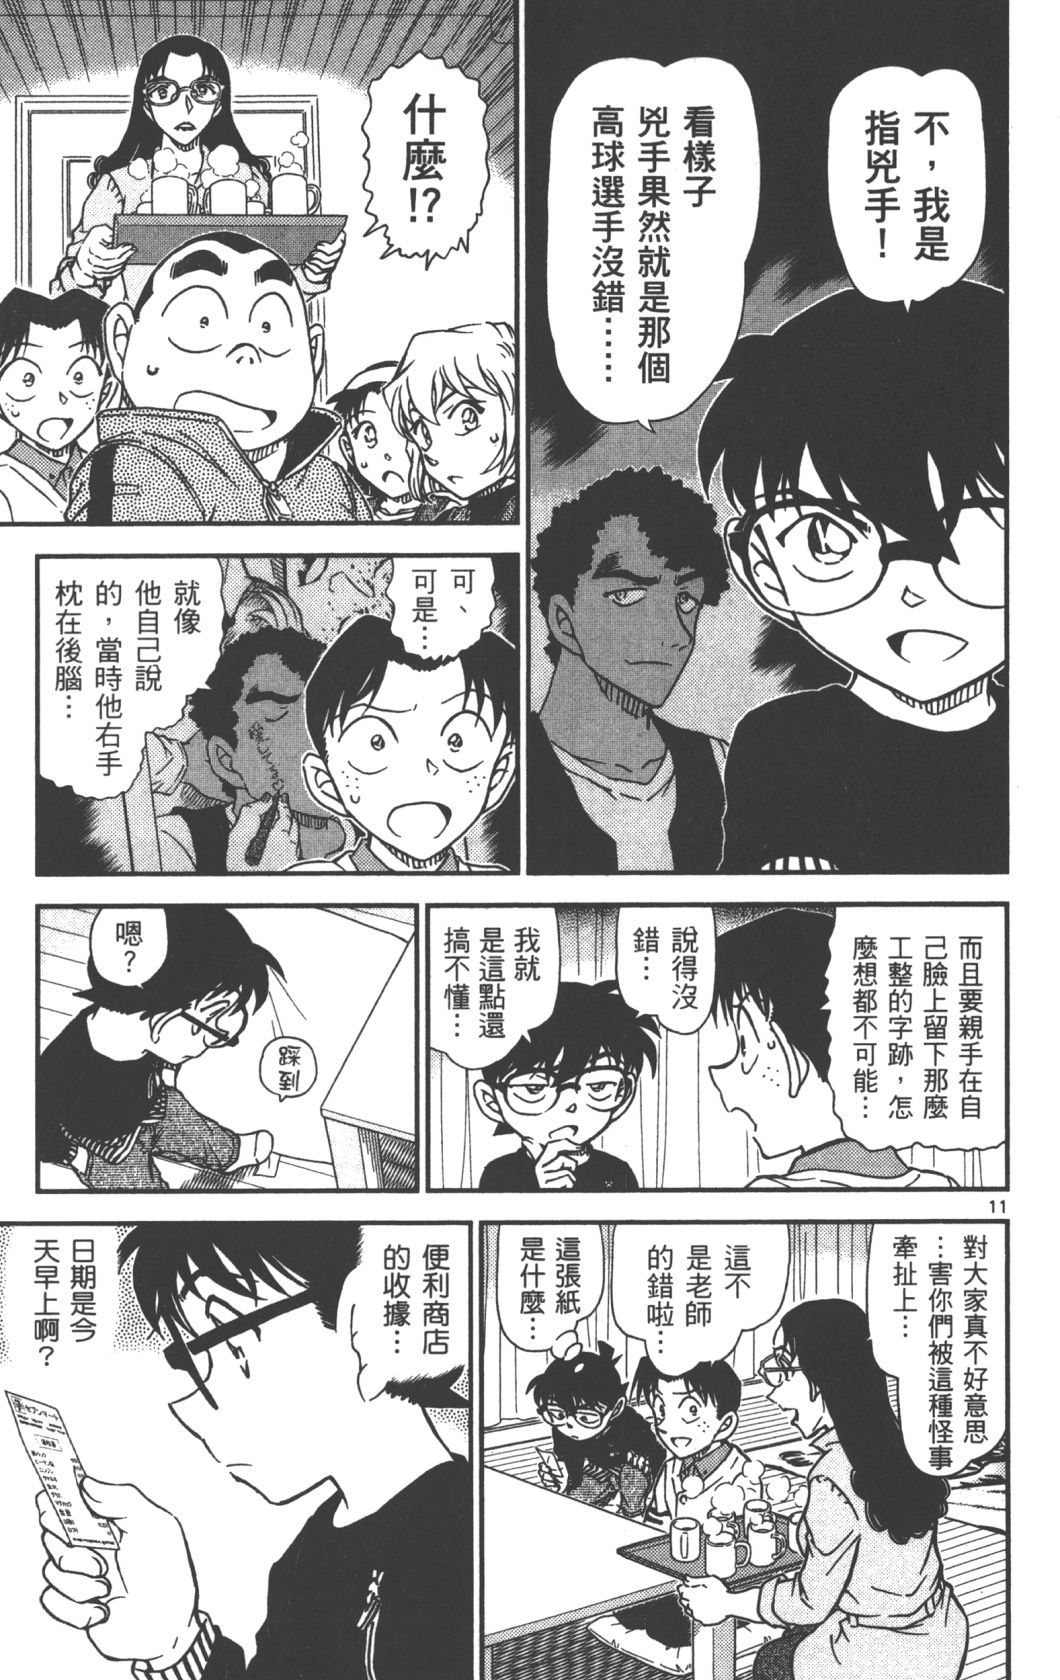 不，我是
指兇手！
看樣子
兇手果然就是那個
高球選手沒錯……
什麼!?
可、
可是…
就像
他自己說
的，當時他右手
枕在後腦…
而且要親手在自
己臉上留下那麼
工整的字跡，怎
麼想都不可能…
說得沒
錯…
我就
是這點還
搞不懂…
嗯？
踩到
11
對大家真不好意思
…害你們被這種怪事
牽扯上…
這不
是老師
的錯啦…
這張紙
是什麼…
便利商店
的收據…
日期是今
天早上啊？
セブンマート